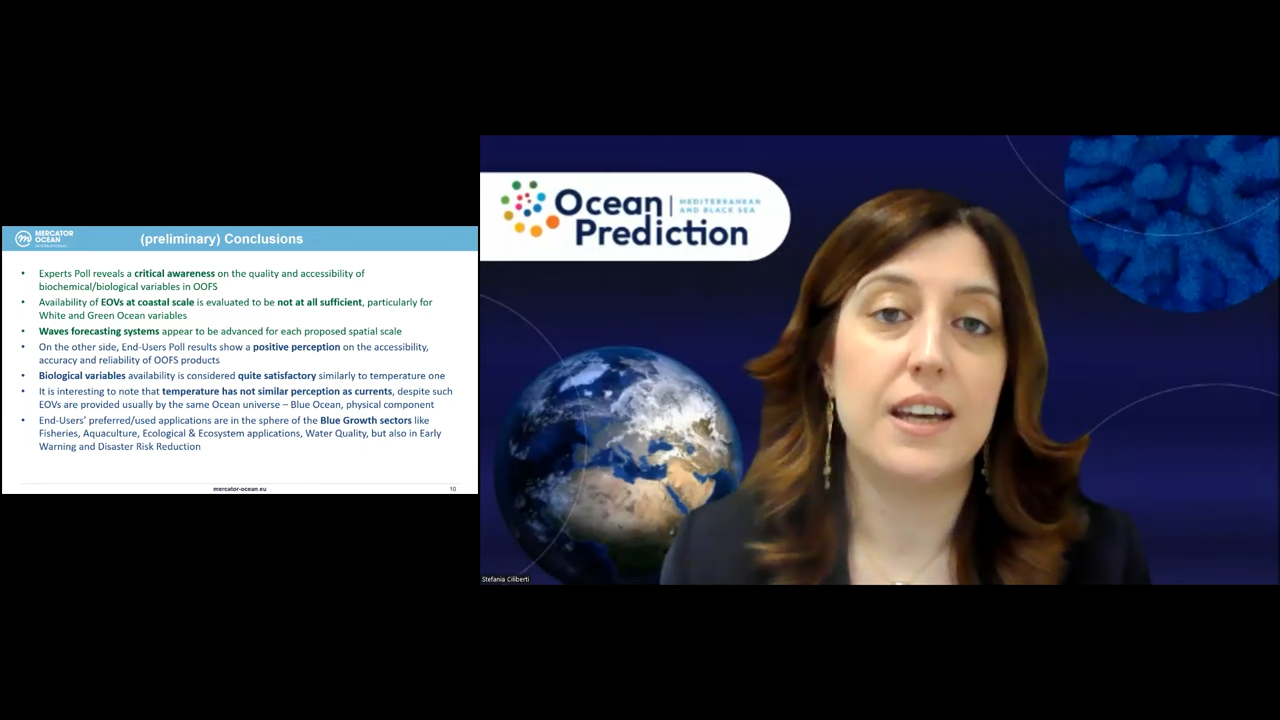 MERCATOR
OCEAN
INTERNATIONAL
(preliminary) Conclusions
• Experts Poll reveals a critical awareness on the quality and accessibility of
biochemical/biological variables in OOFS
• Availability of EOVs at coastal scale is evaluated to be not at all sufficient, particularly for
White and Green Ocean variables
• Waves forecasting systems appear to be advanced for each proposed spatial scale
• On the other side, End-Users Poll results show a positive perception on the accessibility,
accuracy and reliability of OOFS products
• Biological variables availability is considered quite satisfactory similarly to temperature one
• It is interesting to note that temperature has not similar perception as currents, despite such
EOVs are provided usually by the same Ocean universe – Blue Ocean, physical component
• End-Users' preferred/used applications are in the sphere of the Blue Growth sectors like
Fisheries, Aquaculture, Ecological & Ecosystem applications, Water Quality, but also in Early
Warning and Disaster Risk Reduction
mercator-ocean.eu
10
Ocean
Prediction
MEDITERRANEAN
AND BLACK SEA
Stefania Ciliberti